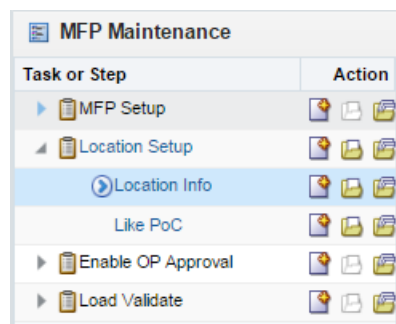 MFP Maintenance
Task or Step Action
MFP Setup
Location Setup
Location Info
Like PoC
Enable OP Approval
Load Validate